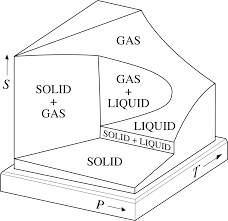 GAS
S
SOLID
+
GAS
GAS
+
LIQUID
LIQUID
SOLID + LIQUID
SOLID
P
T